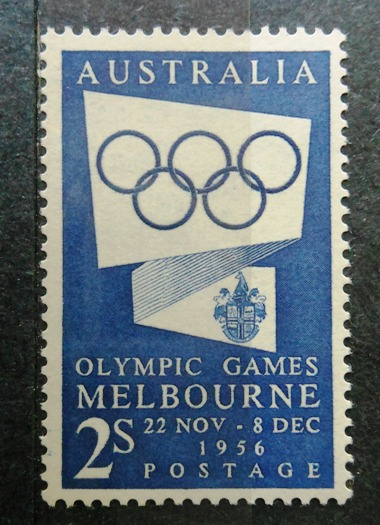 AUSTRALIA
OLYMPIC GAMES
MELBOURNE
2S 22 NOV - 8 DEC
1956
POSTAGE